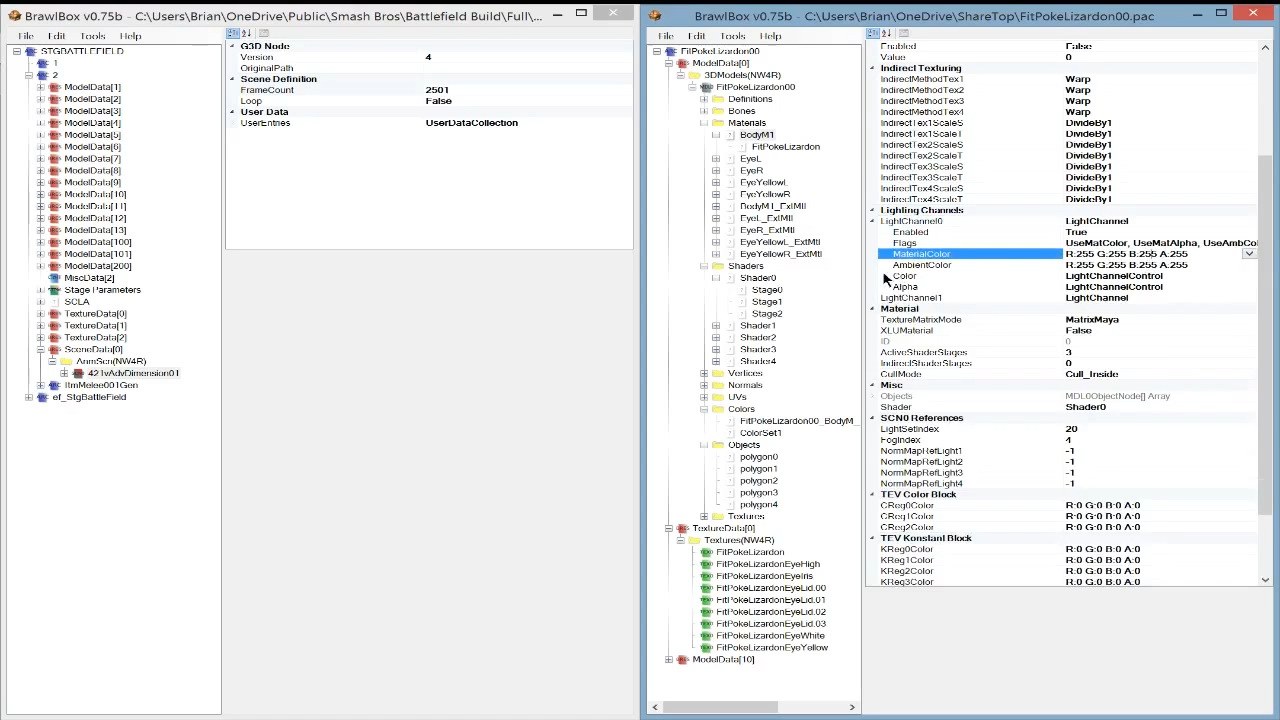 BrawlBox v0.75b - C:\Users\Brian\OneDrive\Public\Smash Bros\Battlefield Build\Full\...
File Edit Tools Help
STGBATTLEFIELD
1
2
ModelData[1]
ModelData[2]
ModelData[3]
ModelData[4]
ModelData[5]
ModelData[6]
ModelData[7]
ModelData[8]
ModelData[9]
ModelData[10]
ModelData[11]
ModelData[12]
ModelData[13]
ModelData[100]
ModelData[101]
ModelData[200]
MiscData[2]
Stage Parameters
SCLA
TextureData[0]
TextureData[1]
TextureData[2]
SceneData[0]
AnmScn(NW4R)
421vAdvDimension01
ItmMelee001Gen
ef_StgBattleField
G3D Node
Version 4
OriginalPath
Scene Definition
FrameCount 2501
Loop False
User Data
UserEntries UserDataCollection
BrawlBox v0.75b - C:\Users\Brian\OneDrive\ShareTop\FitPokeLizardon00.pac
File Edit Tools Help
FitPokeLizardon00
ModelData[0]
3DModels(NW4R)
FitPokeLizardon00
Definitions
Bones
Materials
BodyM1
FitPokeLizardon
EyeL
EyeR
EyeYellowL
EyeYellowR
BodyM1_ExtMtl
EyeL_ExtMtl
EyeR_ExtMtl
EyeYellowL_ExtMtl
EyeYellowR_ExtMtl
Shaders
Shader0
Stage0
Stage1
Stage2
Shader1
Shader2
Shader3
Shader4
Vertices
Normals
UVs
Colors
FitPokeLizardon00_BodyM_
ColorSet1
Objects
polygon0
polygon1
polygon2
polygon3
polygon4
Textures
TextureData[0]
Textures(NW4R)
FitPokeLizardon
FitPokeLizardonEyeHigh
FitPokeLizardonEyeIris
FitPokeLizardonEyeLid.00
FitPokeLizardonEyeLid.01
FitPokeLizardonEyeLid.02
FitPokeLizardonEyeLid.03
FitPokeLizardonEyeWhite
FitPokeLizardonEyeYellow
ModelData[10]
Enabled False
Value 0
Indirect Texturing
IndirectMethodTex1 Warp
IndirectMethodTex2 Warp
IndirectMethodTex3 Warp
IndirectMethodTex4 Warp
IndirectTex1ScaleS DivideBy1
IndirectTex1ScaleT DivideBy1
IndirectTex2ScaleS DivideBy1
IndirectTex2ScaleT DivideBy1
IndirectTex3ScaleS DivideBy1
IndirectTex3ScaleT DivideBy1
IndirectTex4ScaleS DivideBy1
IndirectTex4ScaleS DivideBy1
Lighting Channels
LightChannel0 LightChannel
Enabled True
Flags UseMatColor, UseMatAlpha, UseAmbCol
MaterialColor R:255 G:255 B:255 A:255
AmbientColor R:255 G:255 B:255 A:255
Color LightChannelControl
Alpha LightChannelControl
LightChannel1 LightChannel
Material
TextureMatrixMode MatrixMaya
XLUMaterial False
ID 0
ActiveShaderStages 3
IndirectShaderStages 0
CullMode Cull_Inside
Misc
Objects MDL0ObjectNode[] Array
Shader Shader0
SCN0 References
LightSetIndex 20
FogIndex 4
NormMapRefLight1 -1
NormMapRefLight2 -1
NormMapRefLight3 -1
NormMapRefLight4 -1
TEV Color Block
CReg0Color R:0 G:0 B:0 A:0
CReg1Color R:0 G:0 B:0 A:0
CReg2Color R:0 G:0 B:0 A:0
TEV Konstant Block
KReg0Color R:0 G:0 B:0 A:0
KReg1Color R:0 G:0 B:0 A:0
KReg2Color R:0 G:0 B:0 A:0
KReg3Color R:0 G:0 B:0 A:0